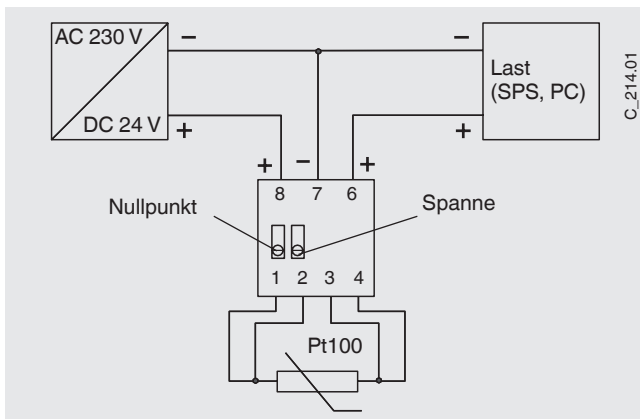 AC 230 V
−
−
DC 24 V
+
Last
(SPS, PC)
+
C_214.01
+
−
+
8
7
6
Nullpunkt
Spanne
1
2
3
4
Pt100